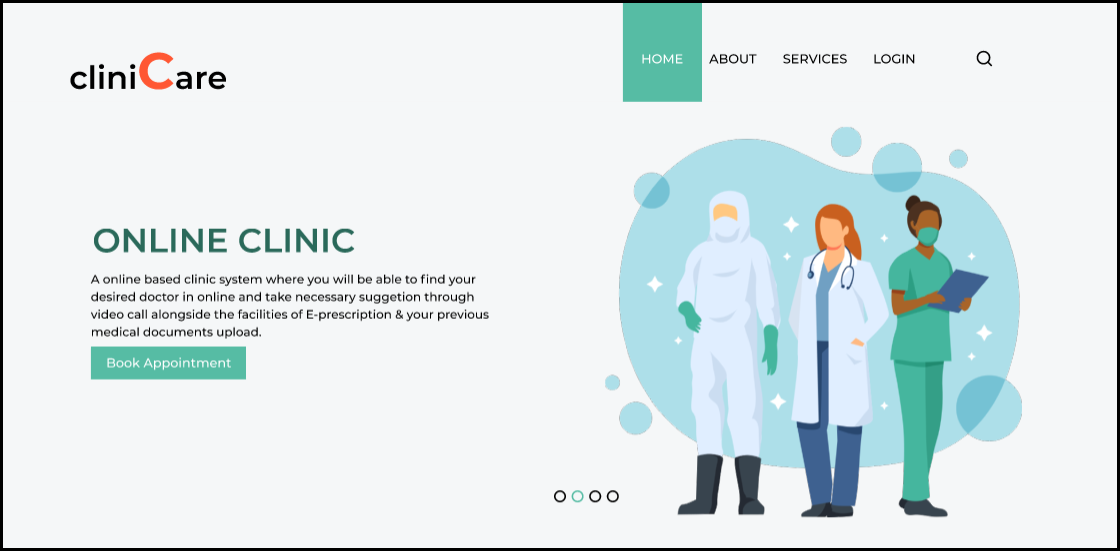 cliniCare
HOME ABOUT SERVICES LOGIN
ONLINE CLINIC
A online based clinic system where you will be able to find your
desired doctor in online and take necessary suggetion through
video call alongside the facilities of E-prescription & your previous
medical documents upload.
Book Appointment